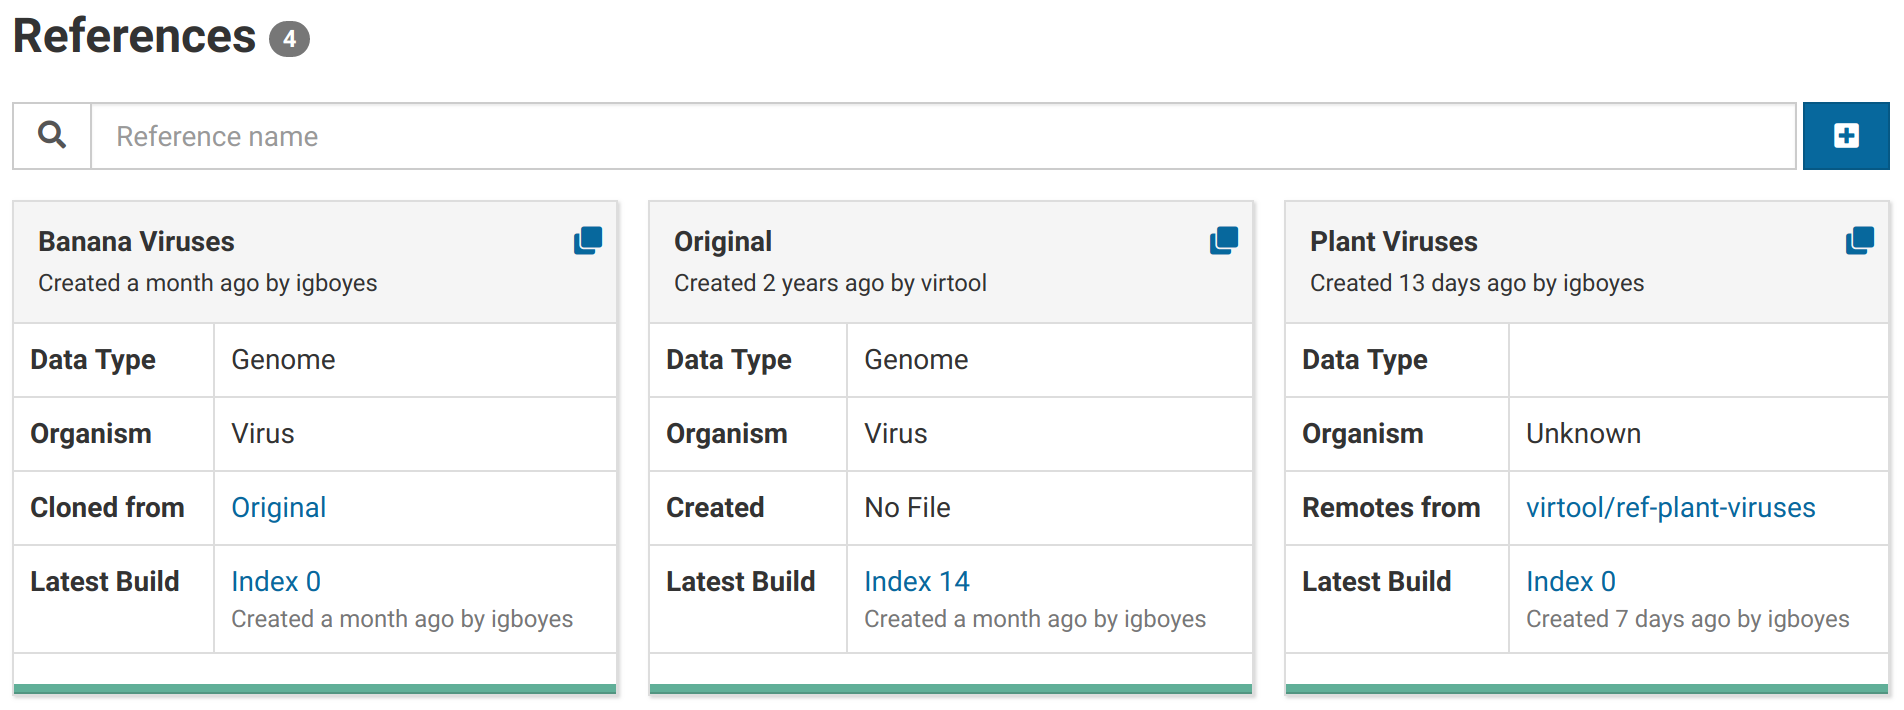 References 4
Reference name
Banana Viruses
Created a month ago by igboyes
Data Type Genome
Organism Virus
Cloned from Original
Latest Build Index 0
Created a month ago by igboyes
Original
Created 2 years ago by virtool
Data Type Genome
Organism Virus
Created No File
Latest Build Index 14
Created a month ago by igboyes
Plant Viruses
Created 13 days ago by igboyes
Data Type
Organism Unknown
Remotes from virtool/ref-plant-viruses
Latest Build Index 0
Created 7 days ago by igboyes